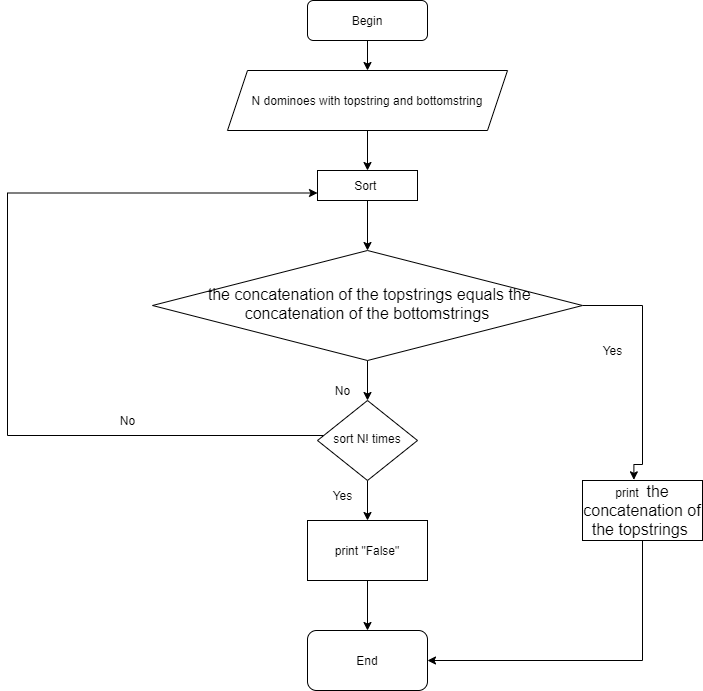 Begin
N dominoes with topstring and bottomstring
Sort
the concatenation of the topstrings equals the
concatenation of the bottomstrings
Yes
No
No
sort N! times
Yes
print the
concatenation of
the topstrings
print "False"
End